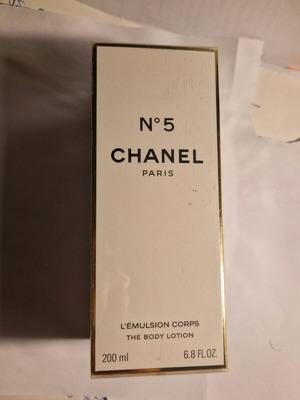 N°5
CHANEL
PARIS
L'ÉMULSION CORPS
THE BODY LOTION
200 ml 6.8 FL.OZ.